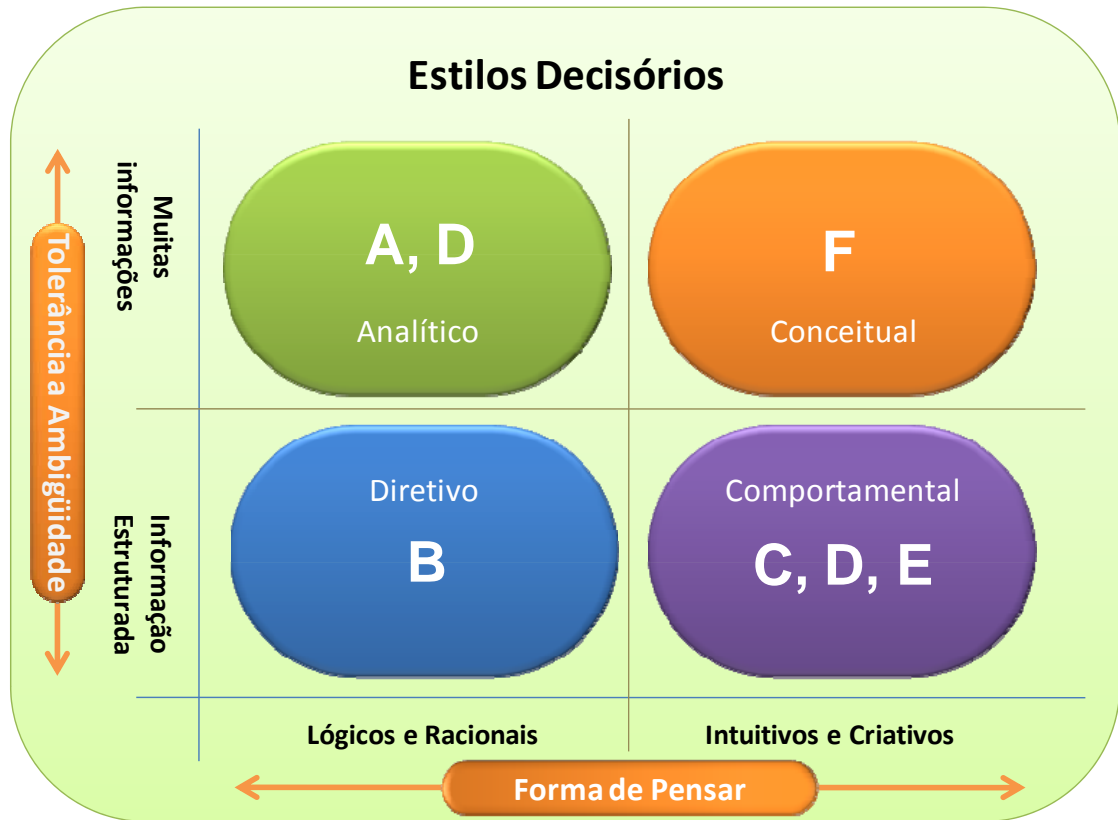 Estilos Decisórios
Tolerância a Ambigüidade
Muitas
informações
A, D
Analítico
F
Conceitual
Informação
Estruturada
Diretivo
B
Comportamental
C, D, E
Lógicos e Racionais
Intuitivos e Criativos
Forma de Pensar